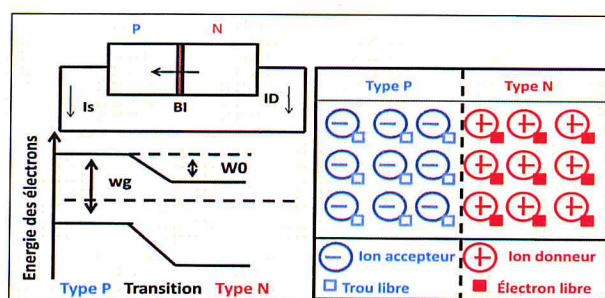 P N
Is BI ID
Energie des électrons
wg
W0
Type P Transition Type N
Type P Type N
Ion accepteur Ion donneur
Trou libre Électron libre